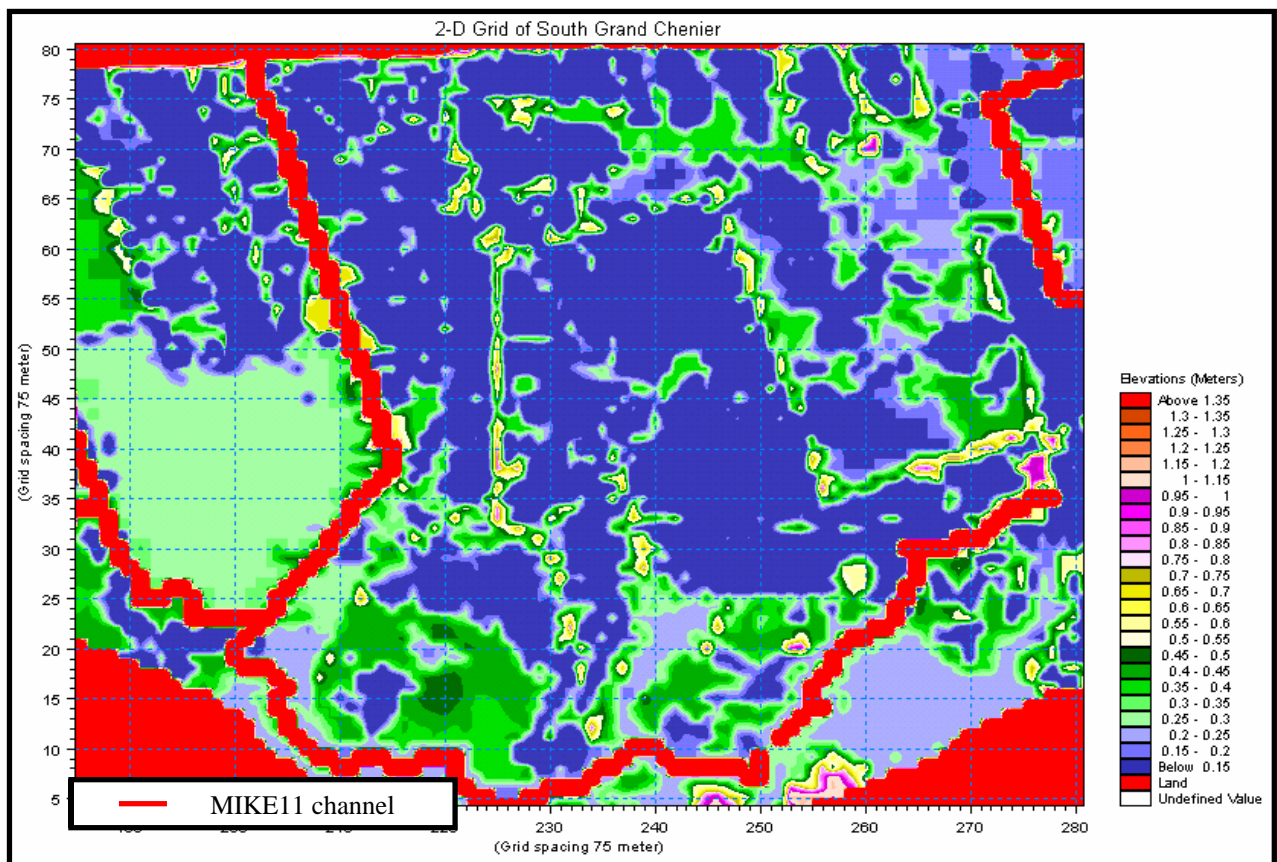 2-D Grid of South Grand Chenier
80
75
70
65
60
55
50
45
40
35
30
25
20
15
10
5
(Grid spacing 75 meter)
230 240 250 260 270 280
(Grid spacing 75 meter)
MIKE11 channel
Elevations (Meters)
Above 1.35
1.3 - 1.35
1.25 - 1.3
1.2 - 1.25
1.15 - 1.2
1 - 1.15
0.95 - 1
0.9 - 0.95
0.85 - 0.9
0.8 - 0.85
0.75 - 0.8
0.7 - 0.75
0.65 - 0.7
0.6 - 0.65
0.55 - 0.6
0.5 - 0.55
0.45 - 0.5
0.4 - 0.45
0.35 - 0.4
0.3 - 0.35
0.25 - 0.3
0.2 - 0.25
0.15 - 0.2
Below 0.15
Land
Undefined Value